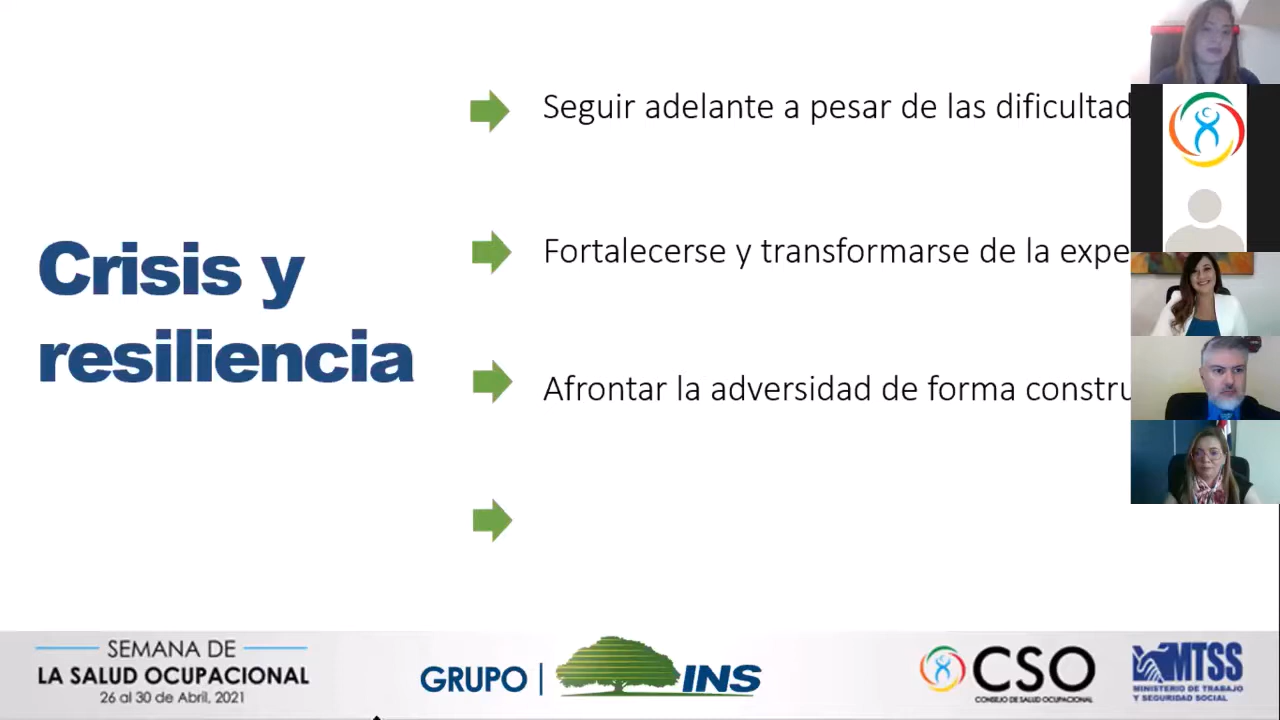 Seguir adelante a pesar de las dificultad
Crisis y
resiliencia
Fortalecerse y transformarse de la expe
Afrontar la adversidad de forma constru
SEMANA DE
LA SALUD OCUPACIONAL
26 al 30 de Abril, 2021
GRUPO | INS
CSO
CONSEJO DE SALUD OCUPACIONAL
MTSS
MINISTERIO DE TRABAJO
Y SEGURIDAD SOCIAL